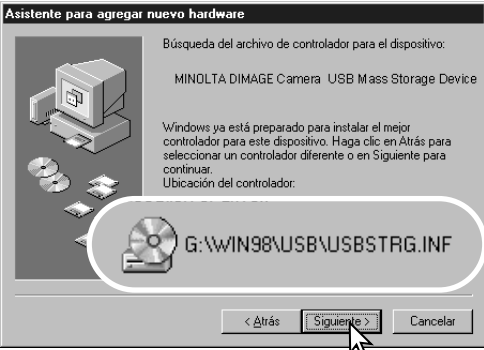 Asistente para agregar nuevo hardware
Búsqueda del archivo de controlador para el dispositivo:
MINOLTA DIMAGE Camera USB Mass Storage Device
Windows ya está preparado para instalar el mejor
controlador para este dispositivo. Haga clic en Atrás para
seleccionar un controlador diferente o en Siguiente para
continuar.
Ubicación del controlador:
G:\WIN98\USB\USBSTRG.INF
< Atrás Siguiente > Cancelar